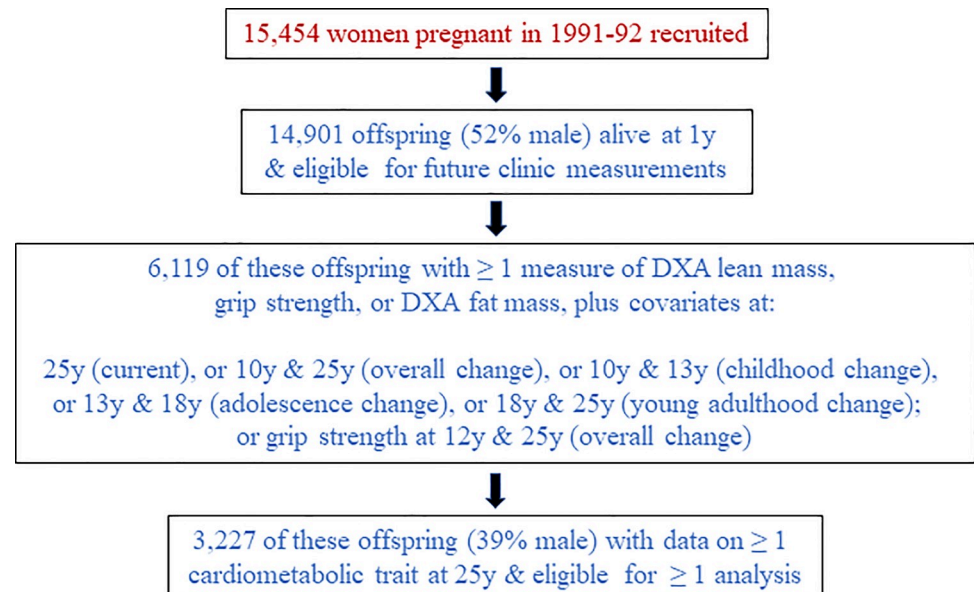 15,454 women pregnant in 1991-92 recruited
14,901 offspring (52% male) alive at 1y
& eligible for future clinic measurements
6,119 of these offspring with ≥ 1 measure of DXA lean mass,
grip strength, or DXA fat mass, plus covariates at:
25y (current), or 10y & 25y (overall change), or 10y & 13y (childhood change),
or 13y & 18y (adolescence change), or 18y & 25y (young adulthood change);
or grip strength at 12y & 25y (overall change)
3,227 of these offspring (39% male) with data on ≥ 1
cardiometabolic trait at 25y & eligible for ≥ 1 analysis